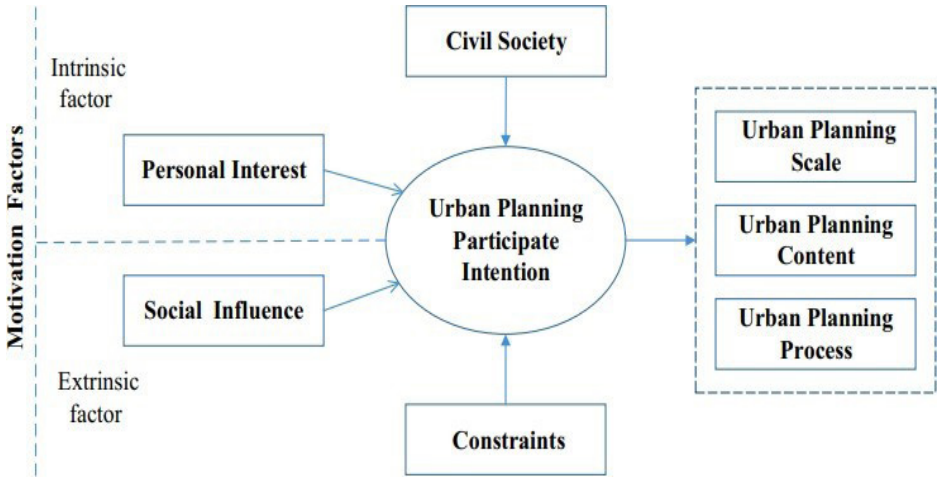 Motivation Factors
Intrinsic
factor
Personal Interest
Social Influence
Extrinsic
factor
Civil Society
Urban Planning
Participate
Intention
Constraints
Urban Planning
Scale
Urban Planning
Content
Urban Planning
Process